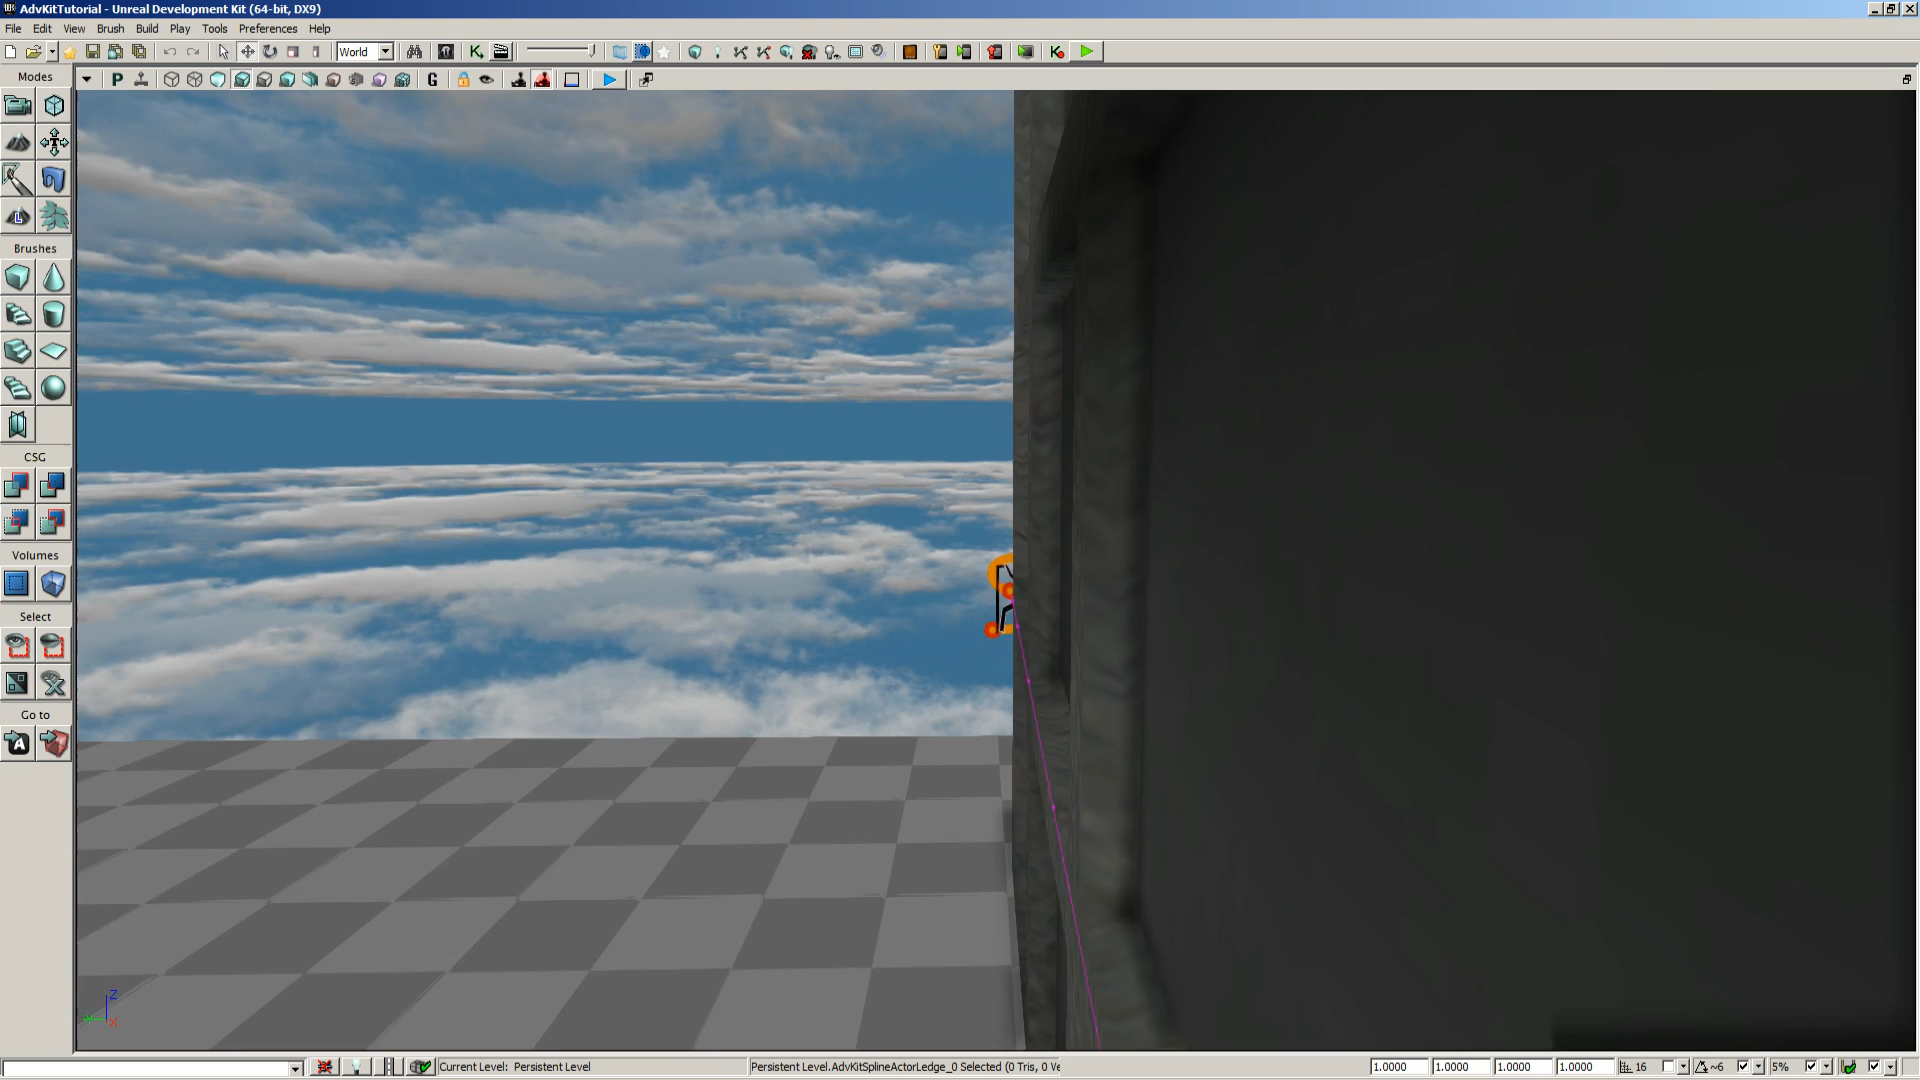 AdvKitTutorial - Unreal Development Kit (64-bit, DX9)
File Edit View Brush Build Play Tools Preferences Help
World
Modes
P
G
L
Brushes
CSG
Volumes
Select
Go to
A
Z
X
Current Level: Persistent Level
Persistent Level.AdvKitSplineActorLedge_0 Selected (0 Tris, 0 Ve
1.0000 1.0000 1.0000 1.0000 16 ~6 5%